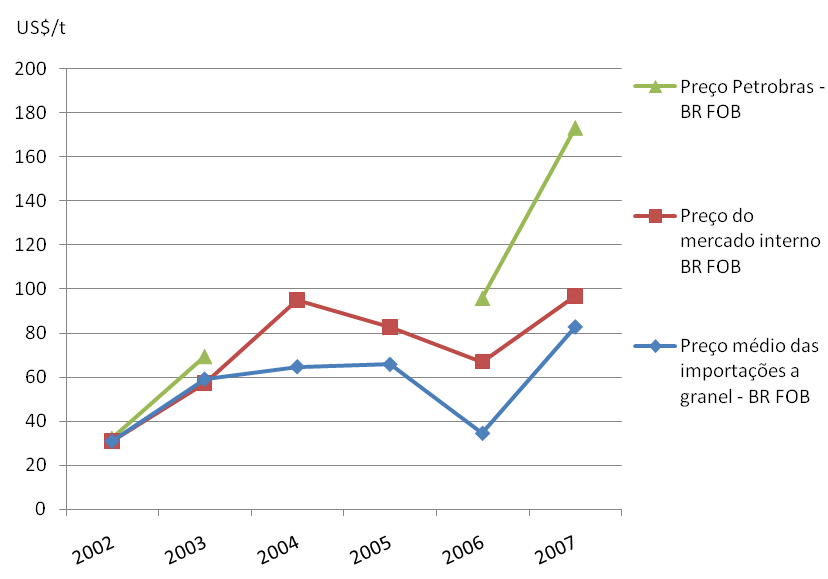 US$/t
200
180
160
140
120
100
80
60
40
20
0
2002
2003
2004
2005
2006
2007
Preço Petrobras -
BR FOB
Preço do
mercado interno
BR FOB
Preço médio das
importações a
granel - BR FOB